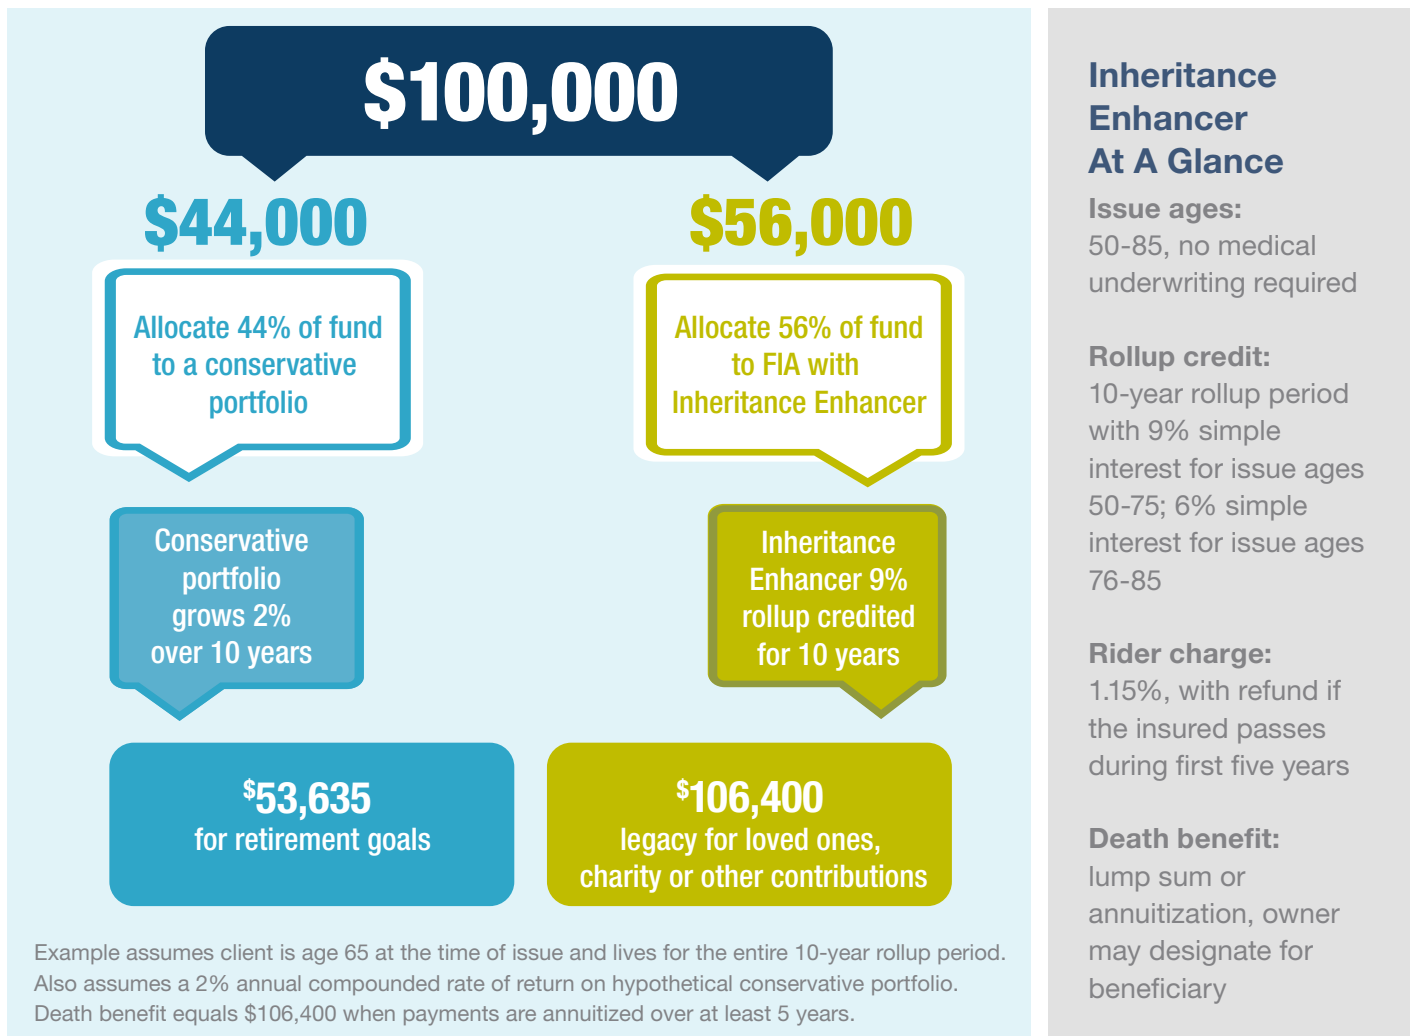 $100,000
$44,000
Allocate 44% of fund
to a conservative
portfolio
Conservative
portfolio
grows 2%
over 10 years
$53,635
for retirement goals
$56,000
Allocate 56% of fund
to FIA with
Inheritance Enhancer
Inheritance
Enhancer 9%
rollup credited
for 10 years
$106,400
legacy for loved ones,
charity or other contributions
Example assumes client is age 65 at the time of issue and lives for the entire 10-year rollup period.
Also assumes a 2% annual compounded rate of return on hypothetical conservative portfolio.
Death benefit equals $106,400 when payments are annuitized over at least 5 years.
Inheritance
Enhancer
At A Glance
Issue ages:
50-85, no medical
underwriting required
Rollup credit:
10-year rollup period
with 9% simple
interest for issue ages
50-75; 6% simple
interest for issue ages
76-85
Rider charge:
1.15%, with refund if
the insured passes
during first five years
Death benefit:
lump sum or
annuitization, owner
may designate for
beneficiary